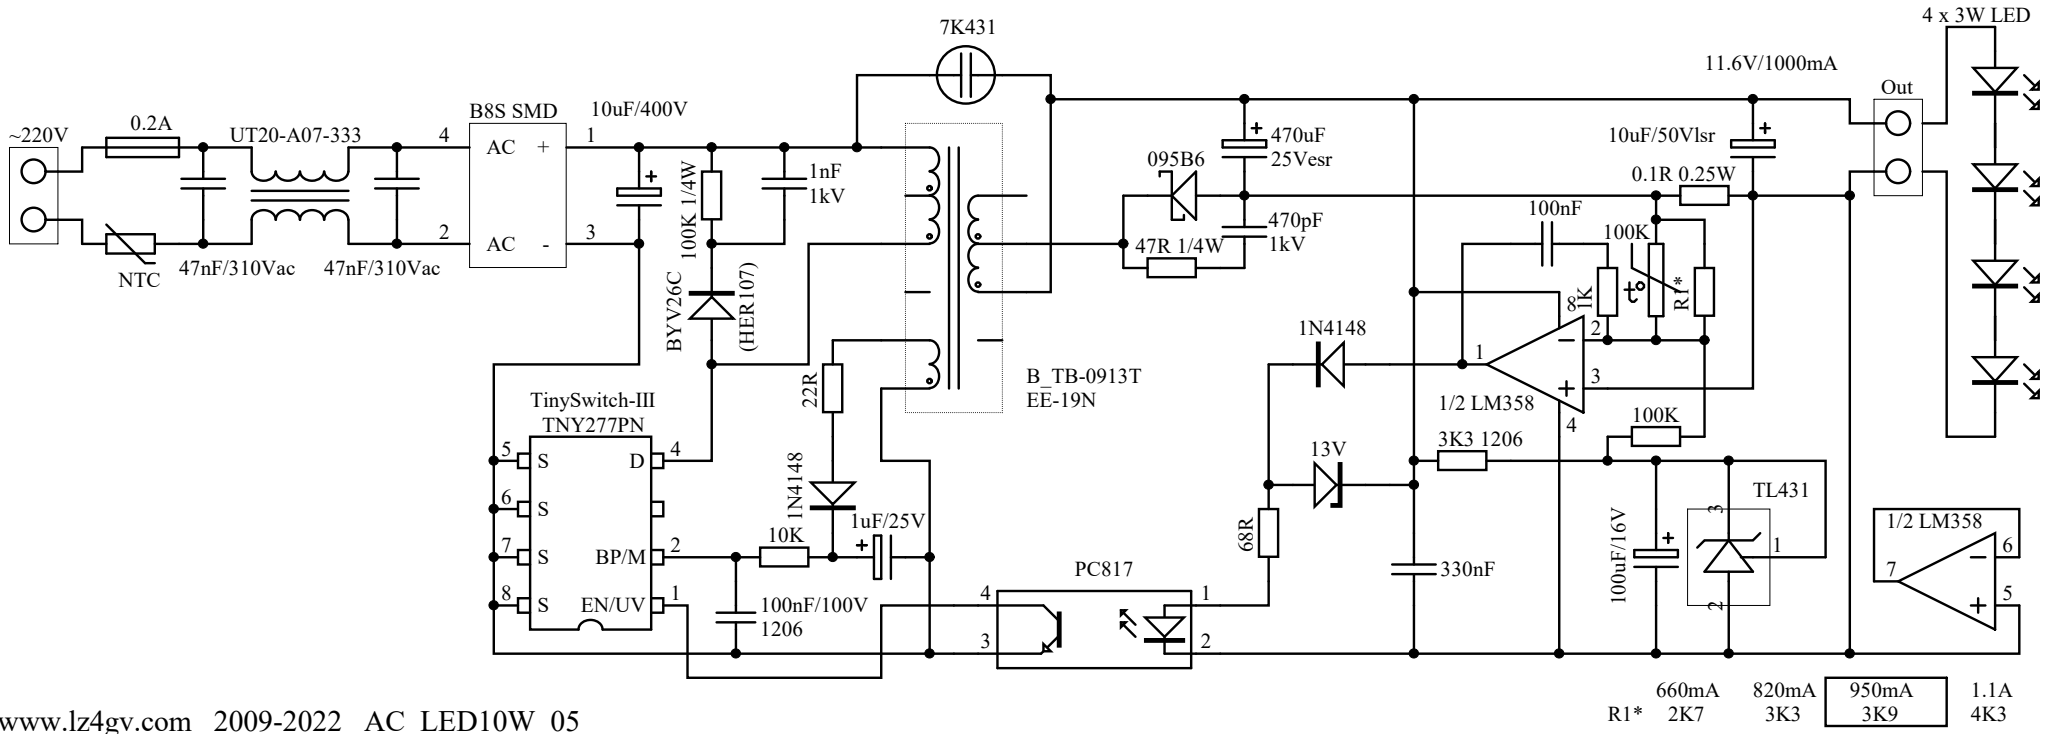 7K431
4 x 3W LED
11.6V/1000mA
~220V
0.2A
UT20-A07-333
B8S SMD
10uF/400V
Out
4
AC
+
1
+
470uF
25Vesr
10uF/50Vlsr
+
100K 1/4W
1nF
1kV
095B6
0.1R 0.25W
2
AC
-
3
NTC
47nF/310Vac
47nF/310Vac
47R 1/4W
470pF
1kV
100nF
100K
t°
1K
R1*
BYV26C
(HER107)
8
2
1N4148
1
3
4
1/2 LM358
22R
B_TB-0913T
EE-19N
TinySwitch-III
TNY277PN
5
S
D
4
6
S
7
S
BP/M
2
8
S
EN/UV
1
1N4148
10K
+
1uF/25V
100nF/100V
1206
13V
3K3 1206
100K
68R
PC817
4
3
1
2
330nF
100uF/16V
+
TL431
3
1
2
1/2 LM358
6
7
5
660mA
820mA
950mA
1.1A
R1*
2K7
3K3
3K9
4K3
www.lz4gv.com 2009-2022 AC LED10W 05